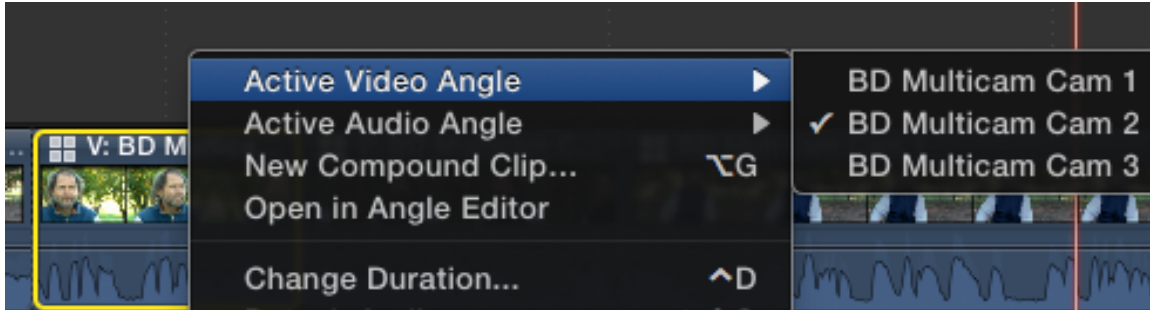 Active Video Angle
BD Multicam Cam 1
Active Audio Angle
✓ BD Multicam Cam 2
V: BD M
New Compound Clip... ⌥G
BD Multicam Cam 3
Open in Angle Editor
Change Duration... ^D